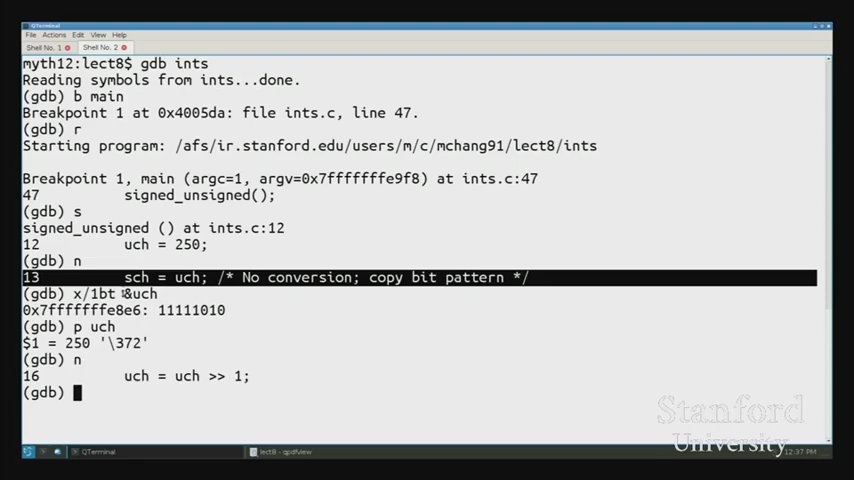 QTerminal
File Actions Edit View Help
Shell No. 1 Shell No. 2
myth12:lect8$ gdb ints
Reading symbols from ints...done.
(gdb) b main
Breakpoint 1 at 0x4005da: file ints.c, line 47.
(gdb) r
Starting program: /afs/ir.stanford.edu/users/m/c/mchang91/lect8/ints
Breakpoint 1, main (argc=1, argv=0x7fffffffe9f8) at ints.c:47
47 signed_unsigned();
(gdb) s
signed_unsigned () at ints.c:12
12 uch = 250;
(gdb) n
13 sch = uch; /* No conversion; copy bit pattern */
(gdb) x/1bt &uch
0x7fffffffe8e6: 11111010
(gdb) p uch
$1 = 250 '\372'
(gdb) n
16 uch = uch >> 1;
(gdb)
Stanford
University
QTerminal lect8 - qpdfview 12:37 PM